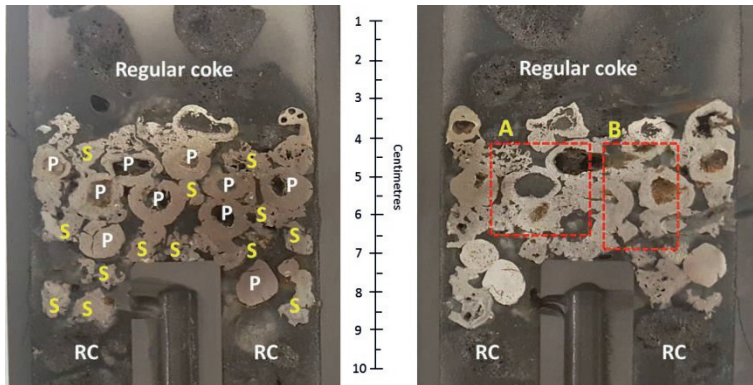 Regular coke
S S
P P P
P P S P P
P P S
S S
P S S S
S P
S S S
RC RC
1
2
3
4
5
6
7
8
9
10
Centimetres
Regular coke
A B
RC RC